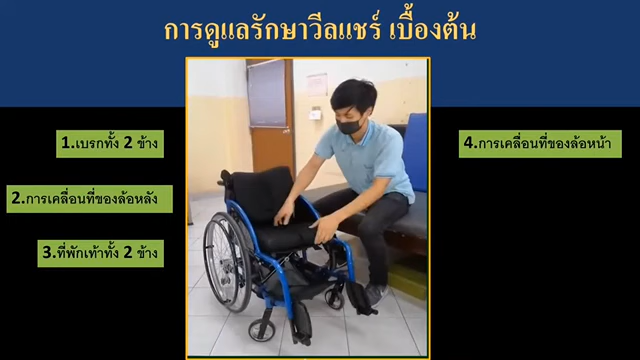 การดูแลรักษาวีลแชร์ เบื้องต้น
1.เบรกทั้ง 2 ข้าง
2.การเคลื่อนที่ของล้อหลัง
3.ที่พักเท้าทั้ง 2 ข้าง
4.การเคลื่อนที่ของล้อหน้า